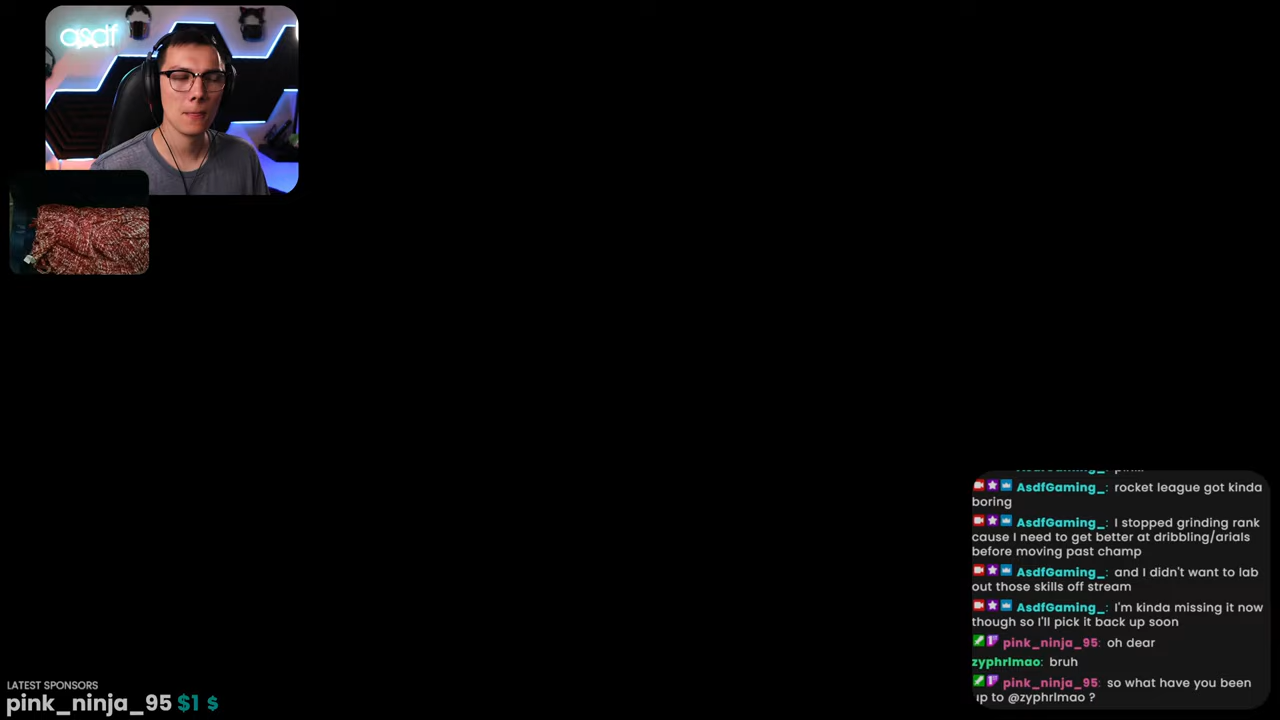 asdf
AsdfGaming_: rocket league got kinda
boring
AsdfGaming_: I stopped grinding rank
cause I need to get better at dribbling/arials
before moving past champ
AsdfGaming_: and I didn't want to lab
out those skills off stream
AsdfGaming_: I'm kinda missing it now
though so I'll pick it back up soon
pink_ninja_95: oh dear
zyphrlmao: bruh
pink_ninja_95: so what have you been
up to @zyphrlmao ?
LATEST SPONSORS
pink_ninja_95 $1 $